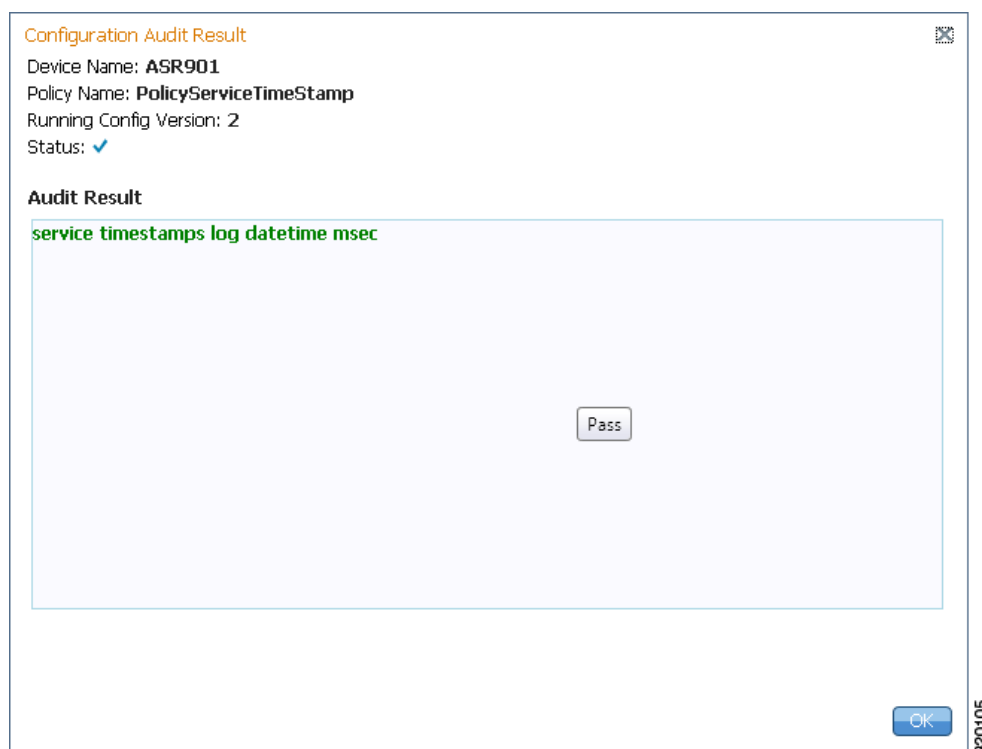 Configuration Audit Result
Device Name: ASR901
Policy Name: PolicyServiceTimeStamp
Running Config Version: 2
Status:
Audit Result
service timestamps log datetime msec
Pass
OK